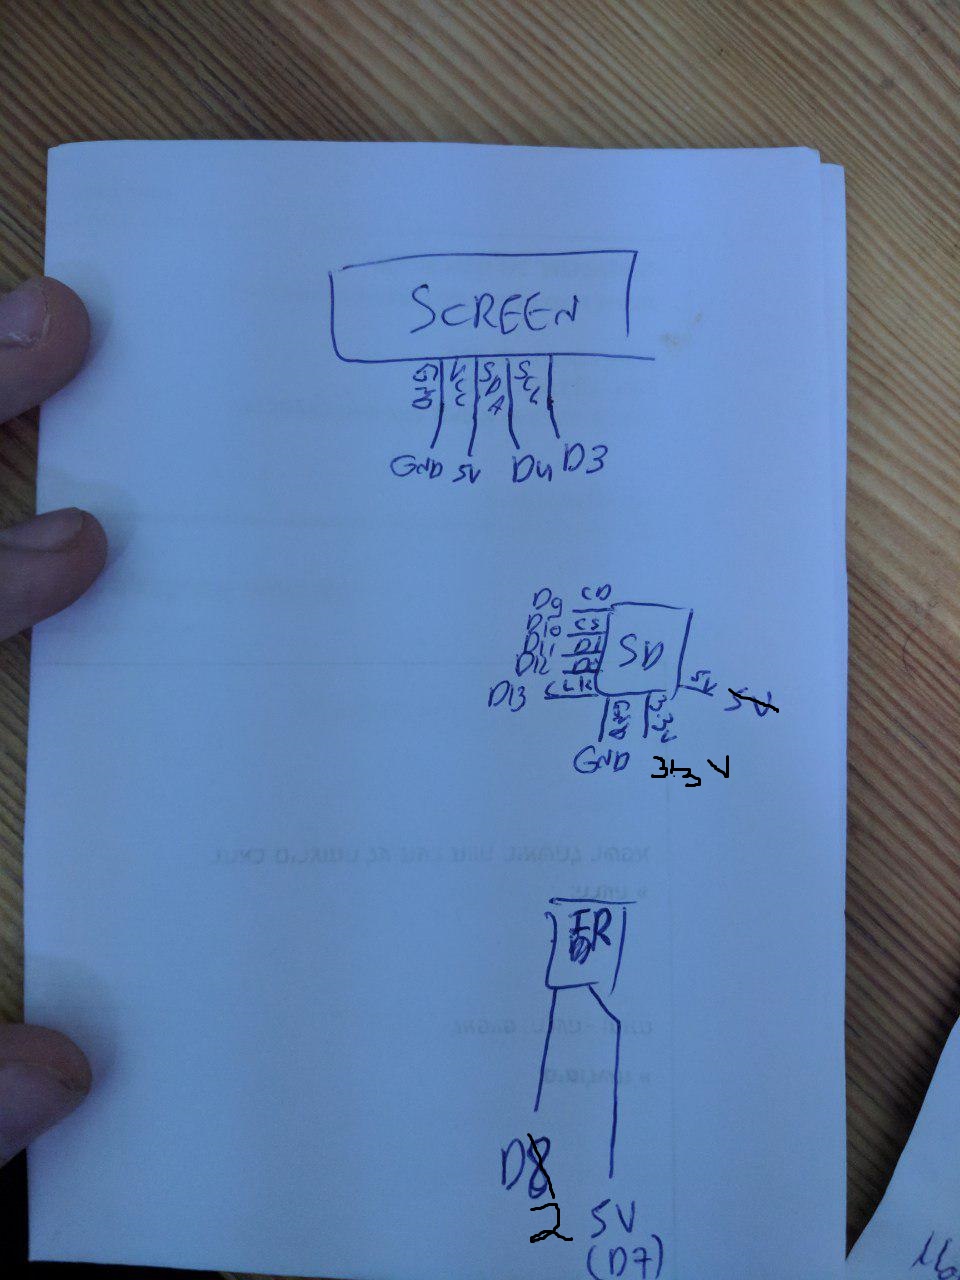 SCREEN
GND VCC SDA SCL
GND 5V D4 D3
D9 CD
D10 CS
D11 DI
D12 DO
D13 CLK
SD
5V 5V
GND 3.3V
GND 3.3V
IR
D8
2
5V
(D7)